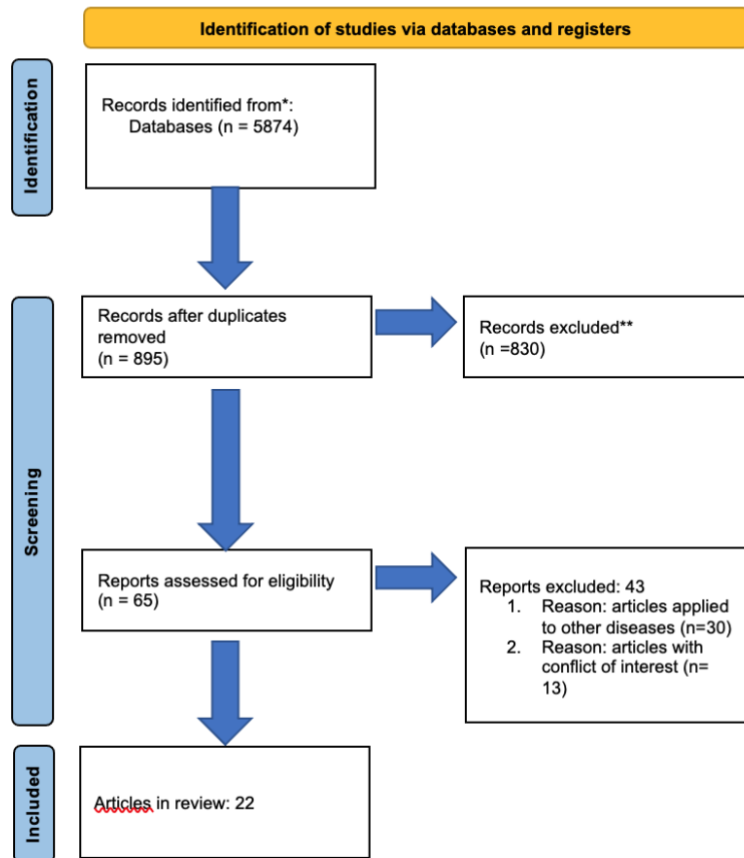 Identification of studies via databases and registers
Identification
Records identified from*:
Databases (n = 5874)
Screening
Records after duplicates
removed
(n = 895)
Records excluded**
(n =830)
Reports assessed for eligibility
(n = 65)
Reports excluded: 43
1. Reason: articles applied
to other diseases (n=30)
2. Reason: articles with
conflict of interest (n=
13)
Included
Articles in review: 22